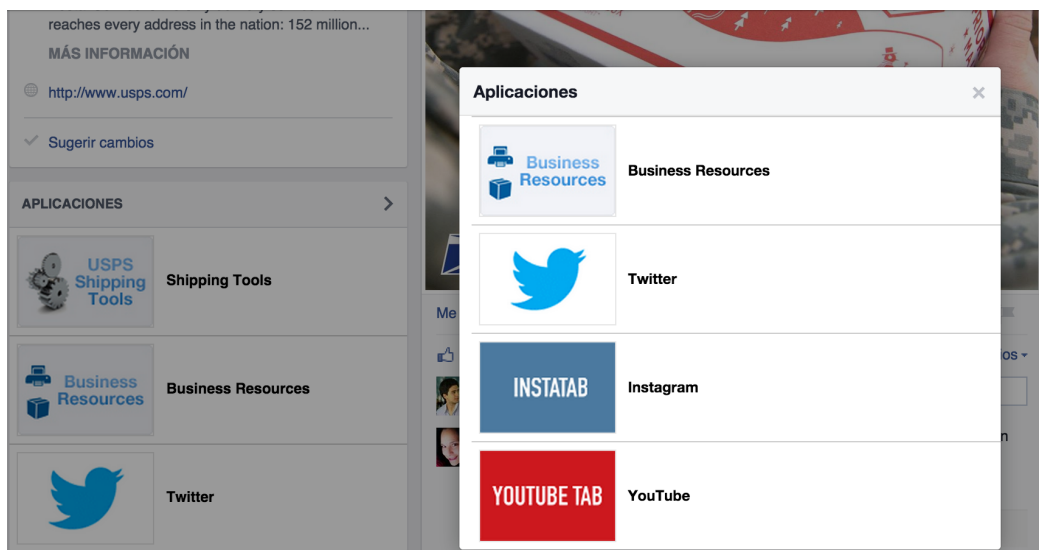 reaches every address in the nation: 152 million...
MÁS INFORMACIÓN
http://www.usps.com/
Sugerir cambios
APLICACIONES
USPS
Shipping
Tools
Shipping Tools
Business
Resources
Business Resources
Twitter
Me
ios
n
Aplicaciones
Business
Resources
Business Resources
Twitter
INSTATAB
Instagram
YOUTUBE TAB
YouTube